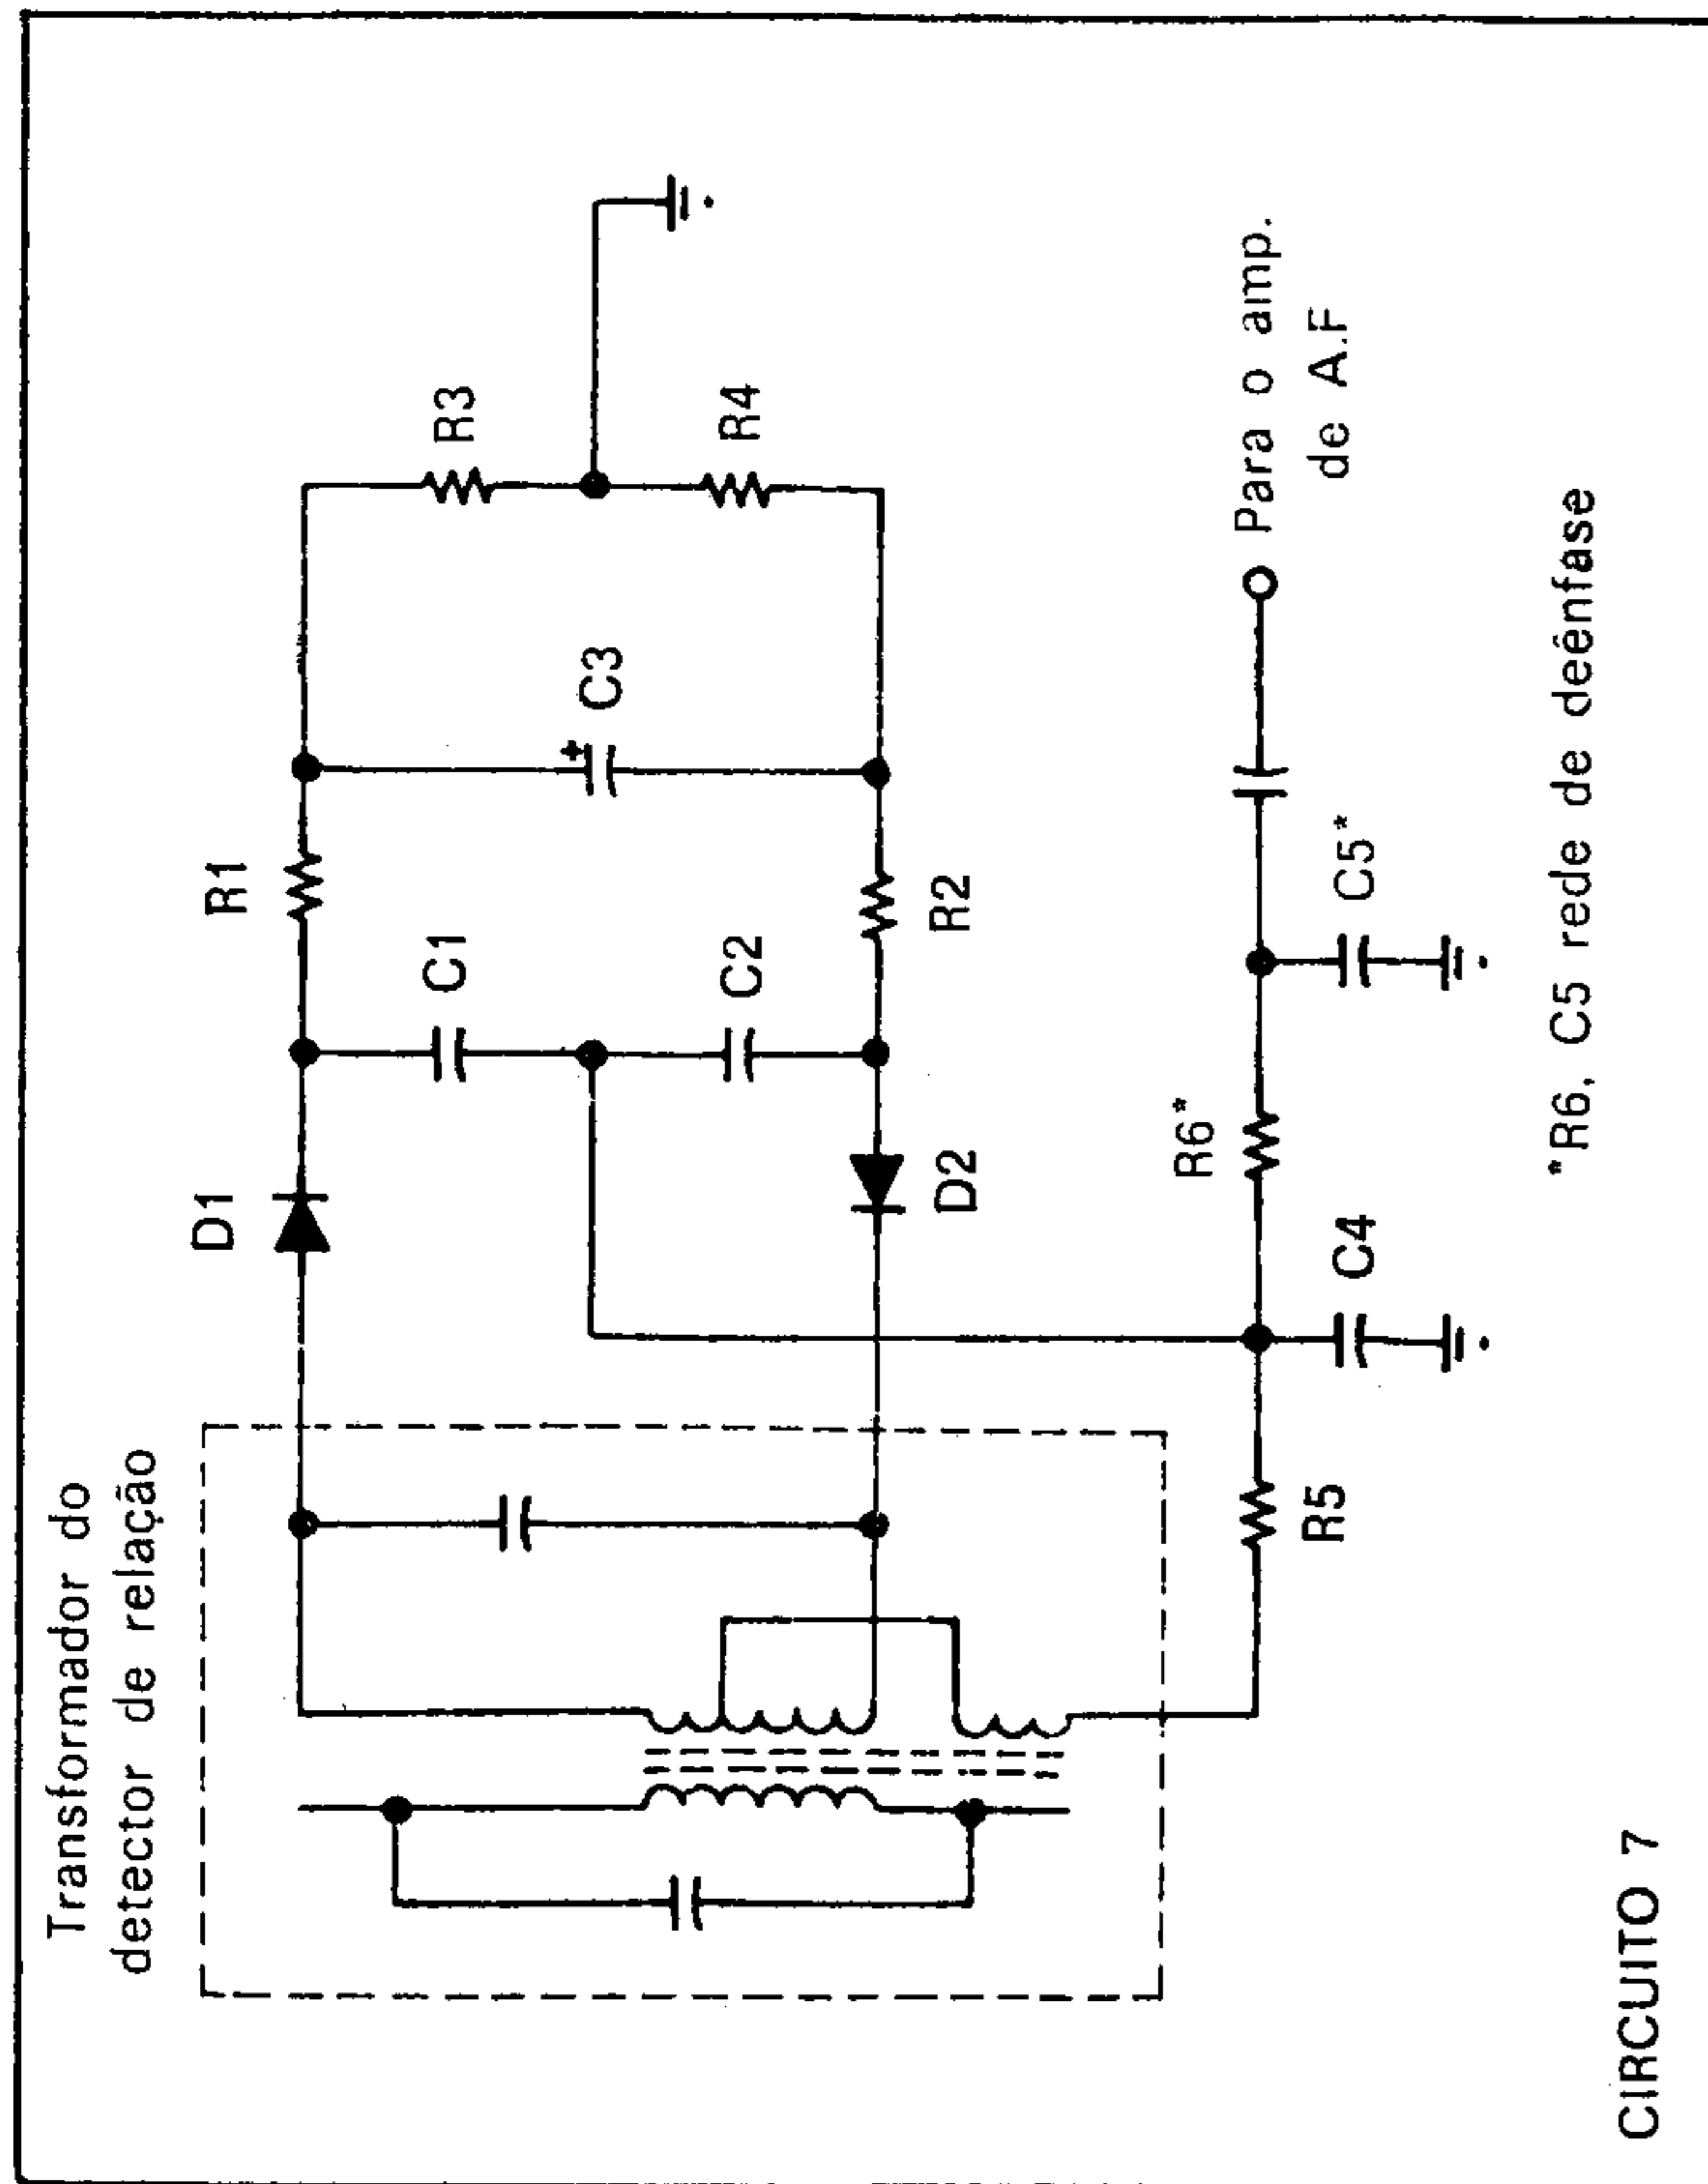 Transformador do
detector de relação
D1
R1
C1
C2
C3
R3
R4
D2
R2
R5
C4
R6*
C5*
Para o amp.
de A.F
*R6, C5 rede de deênfase
CIRCUITO 7
+